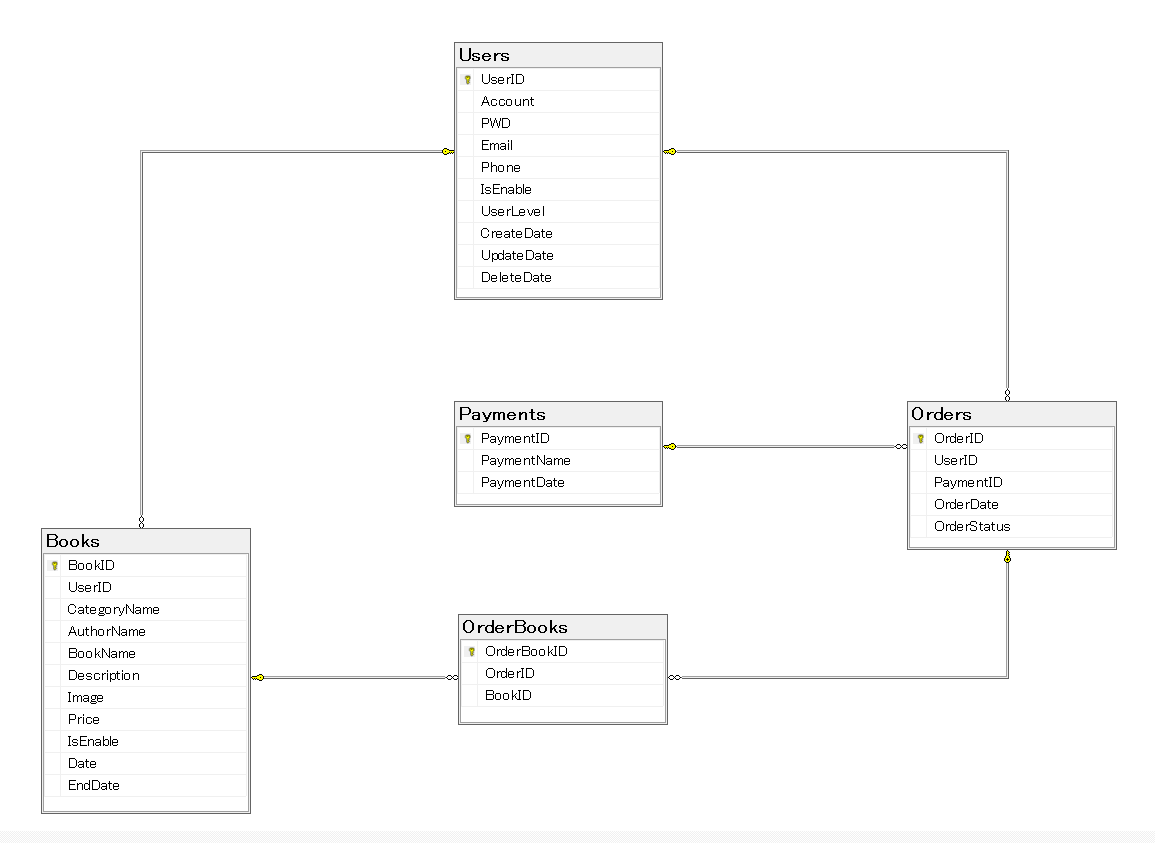 Users
UserID
Account
PWD
Email
Phone
IsEnable
UserLevel
CreateDate
UpdateDate
DeleteDate
Payments
PaymentID
PaymentName
PaymentDate
Orders
OrderID
UserID
PaymentID
OrderDate
OrderStatus
Books
BookID
UserID
CategoryName
AuthorName
BookName
Description
Image
Price
IsEnable
Date
EndDate
OrderBooks
OrderBookID
OrderID
BookID